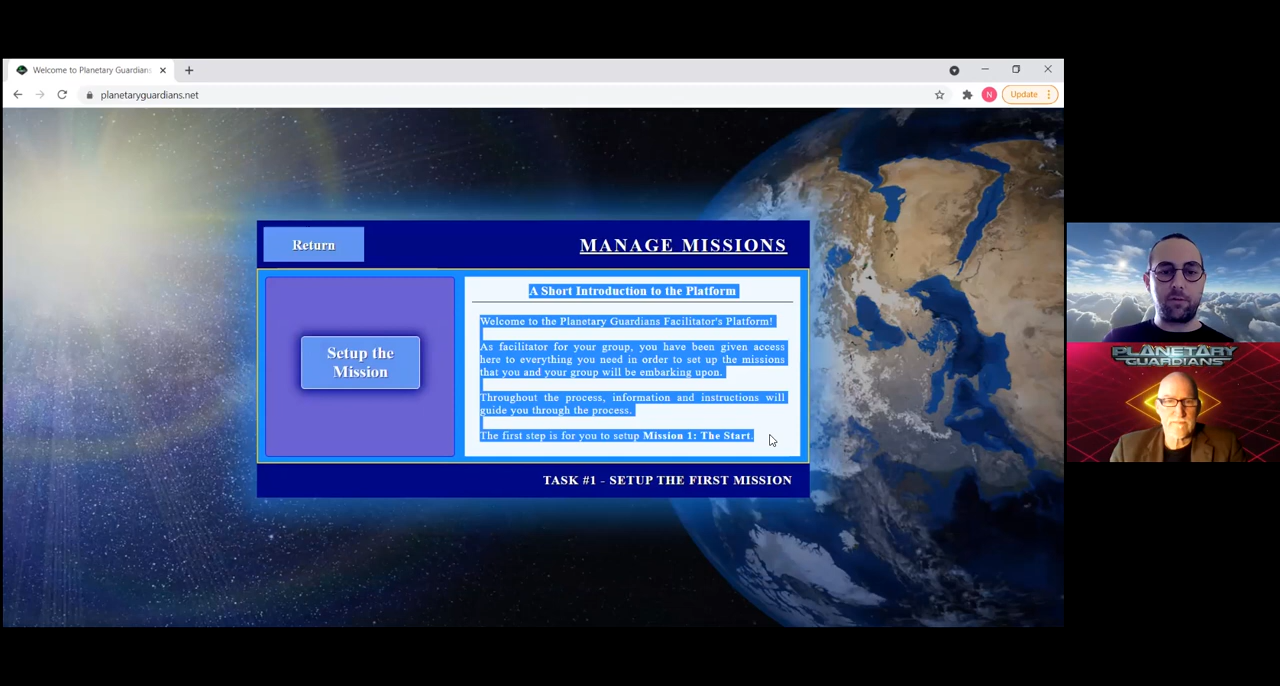 Welcome to Planetary Guardians
planetaryguardians.net
N
Update
Return
MANAGE MISSIONS
Setup the
Mission
A Short Introduction to the Platform
Welcome to the Planetary Guardians Facilitator's Platform!
As facilitator for your group, you have been given access
here to everything you need in order to set up the missions
that you and your group will be embarking upon.
Throughout the process, information and instructions will
guide you through the process.
The first step is for you to setup Mission 1: The Start.
TASK #1 - SETUP THE FIRST MISSION
PLANETARY
GUARDIANS